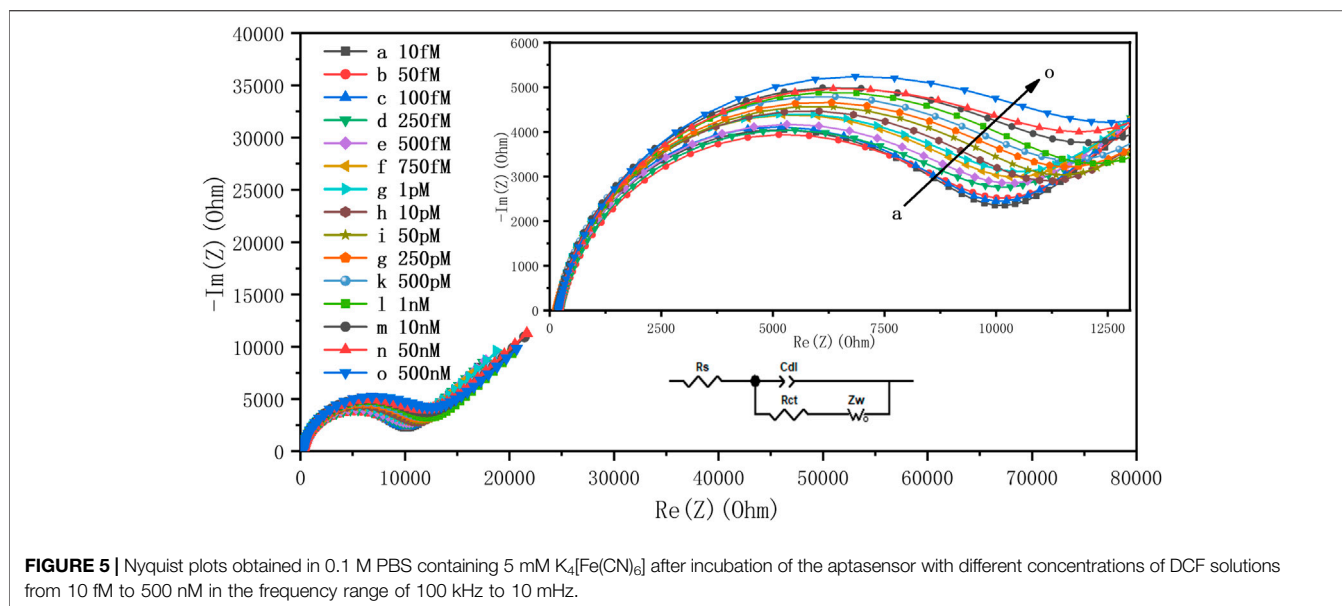 40000
35000
30000
25000
20000
15000
10000
5000
0
-Im(Z)(Ohm)
a 10fM
b 50fM
c 100fM
d 250fM
e 500fM
f 750fM
g 1pM
h 10pM
i 50pM
g 250pM
k 500pM
l 1nM
m 10nM
n 50nM
o 500nM
6000
5000
4000
3000
2000
1000
0
-Im(Z)(Ohm)
o
a
0 2500 5000 7500 10000 12500
Re(Z)(Ohm)
Rs Cdl
Rct Zw
0 10000 20000 30000 40000 50000 60000 70000 80000
Re(Z)(Ohm)
FIGURE 5 | Nyquist plots obtained in 0.1 M PBS containing 5 mM K₄[Fe(CN)₆] after incubation of the aptasensor with different concentrations of DCF solutions
from 10 fM to 500 nM in the frequency range of 100 kHz to 10 mHz.